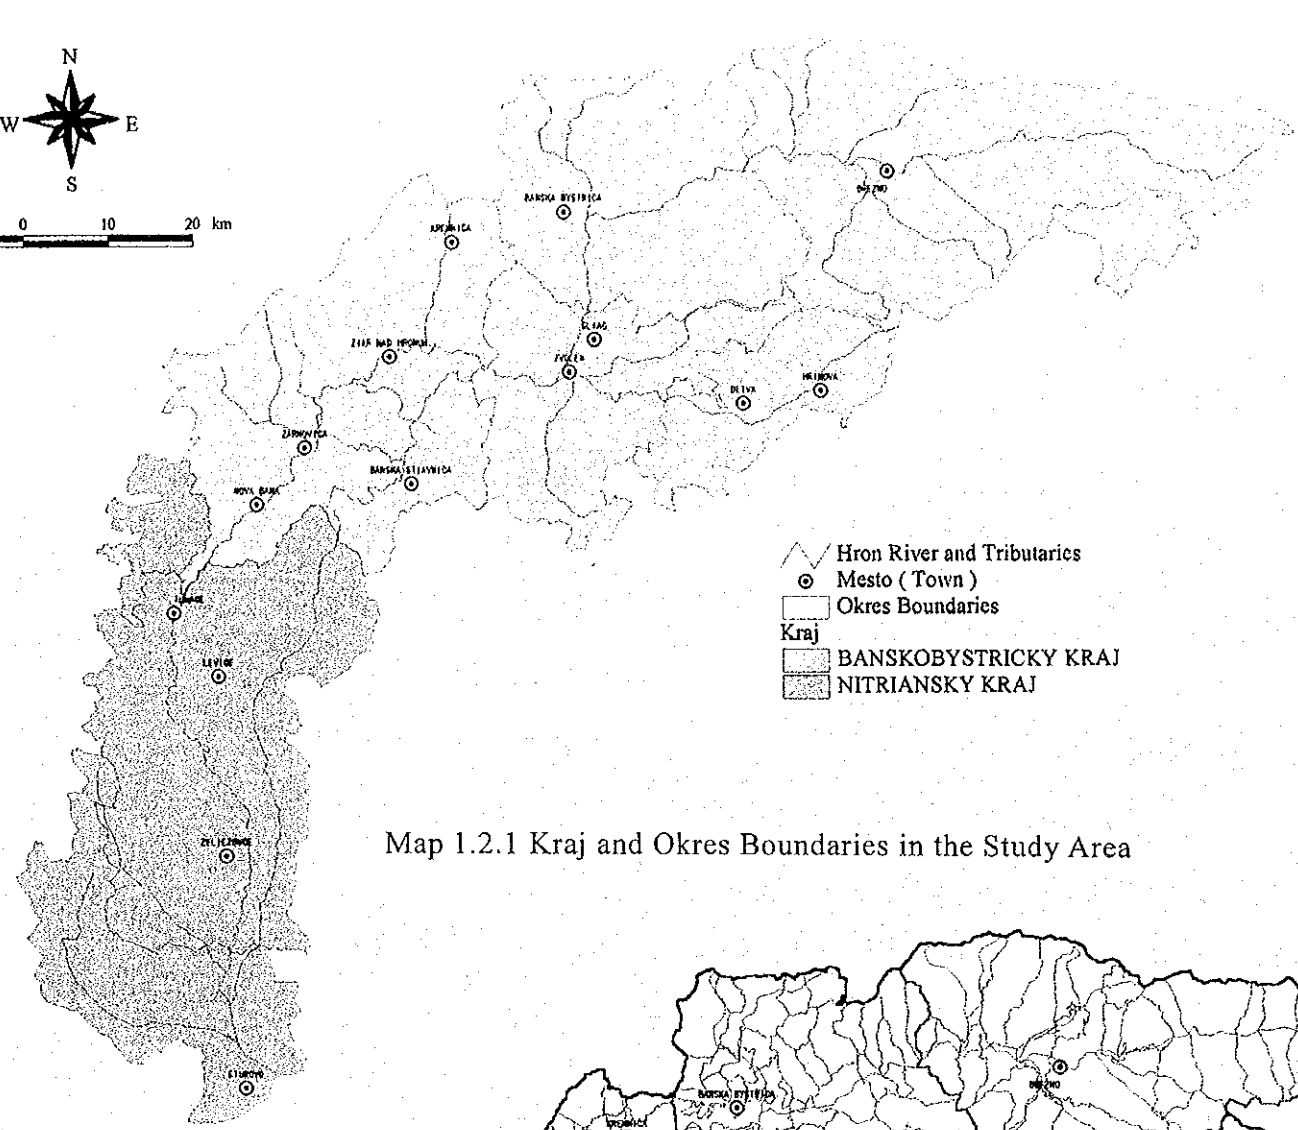 N
W E
S
0 10 20 km
BANSKA BYSTRICA
BREZNO
KREMNICA
SLIAC
ZIAR NAD HRONOM
ZVOLEN
DETVA
HRINOVA
ZARNOVICA
BANSKA STIAVNICA
NOVA BANA
LEVICE
Hron River and Tributaries
Mesto ( Town )
Okres Boundaries
Kraj
BANSKOBYSTRICKY KRAJ
NITRIANSKY KRAJ
ZELIEZOVCE
Map 1.2.1 Kraj and Okres Boundaries in the Study Area
STUROVO
BREZNO
BANSKA BYSTRICA
KREMNICA